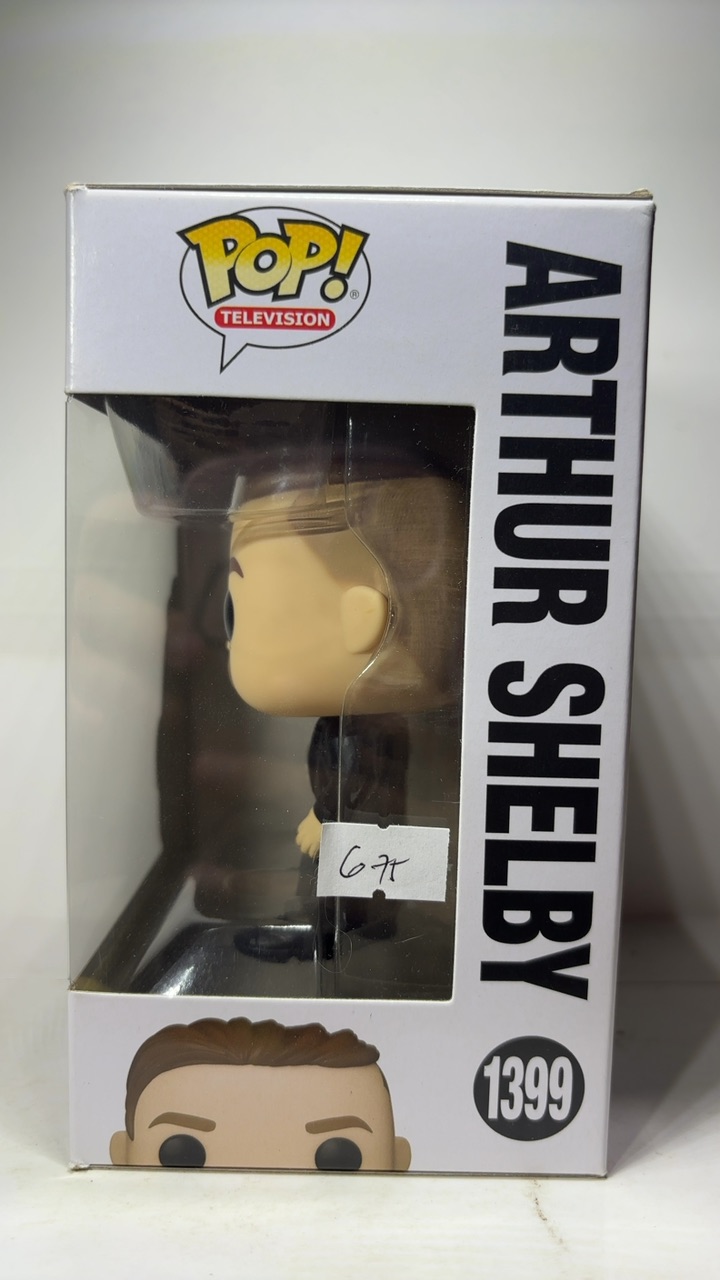 POP!
®
TELEVISION
ARTHUR SHELBY
1399